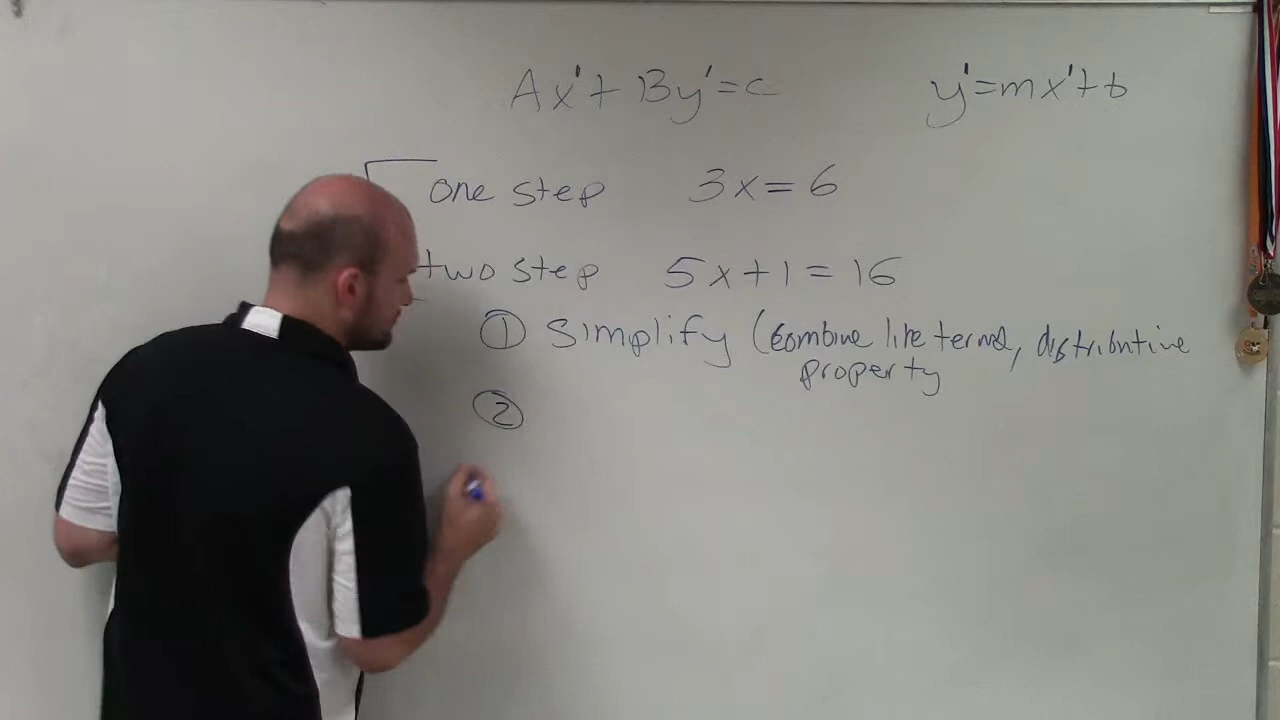 Ax'+By'=c
y'=mx'+b
one step 3x=6
two step 5x+1=16
① Simplify (combine like terms, distributive
property
②